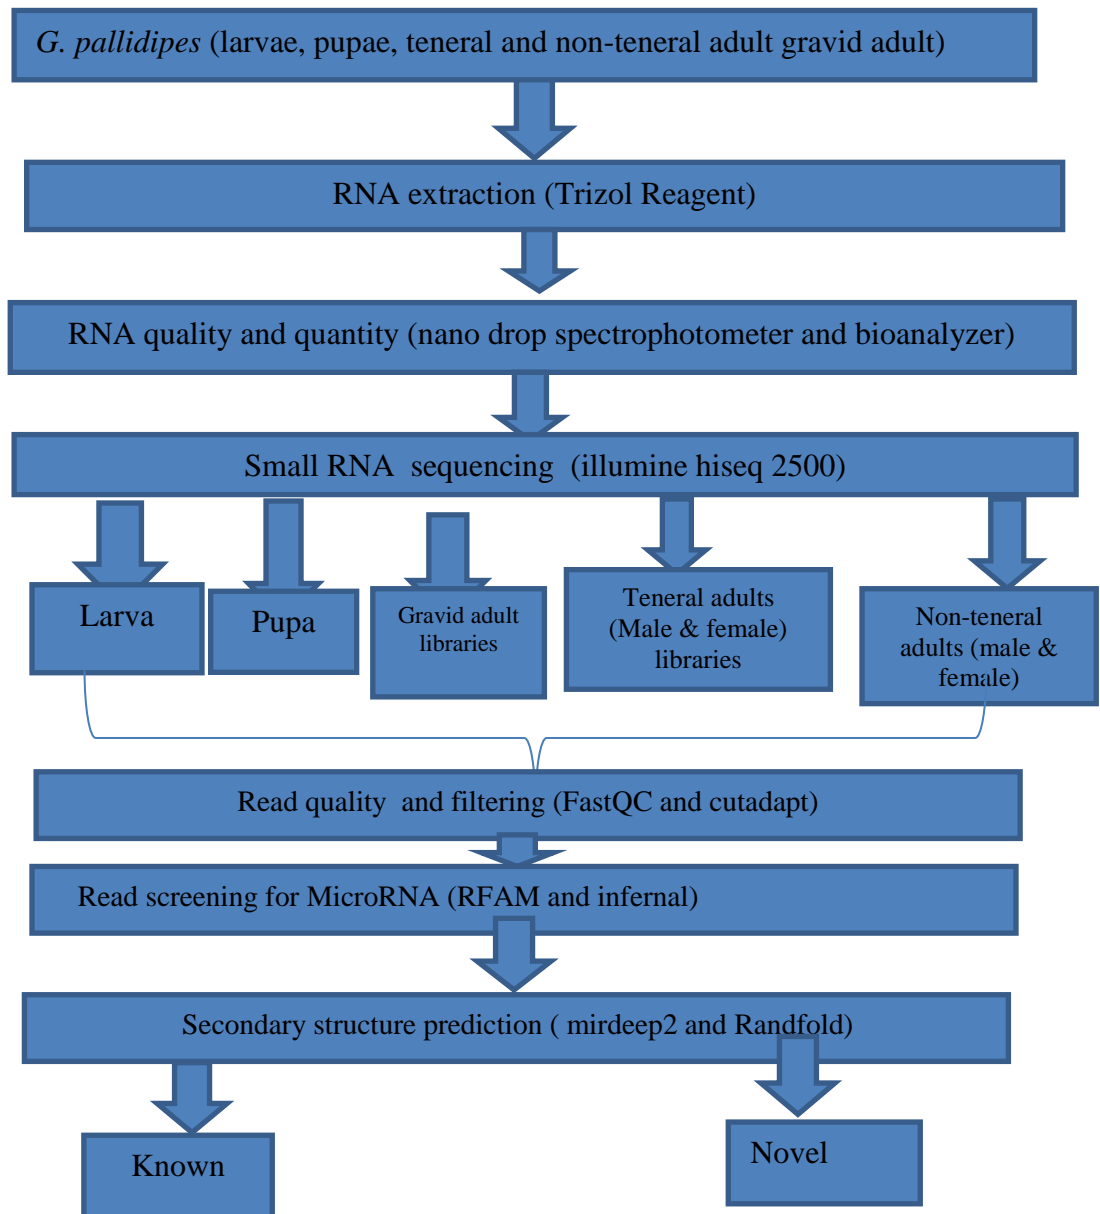 G. pallidipes (larvae, pupae, teneral and non-teneral adult gravid adult)
RNA extraction (Trizol Reagent)
RNA quality and quantity (nano drop spectrophotometer and bioanalyzer)
Small RNA sequencing (illumine hiseq 2500)
Larva
Pupa
Gravid adult
libraries
Teneral adults
(Male & female)
libraries
Non-teneral
adults (male &
female)
Read quality and filtering (FastQC and cutadapt)
Read screening for MicroRNA (RFAM and infernal)
Secondary structure prediction ( mirdeep2 and Randfold)
Known
Novel